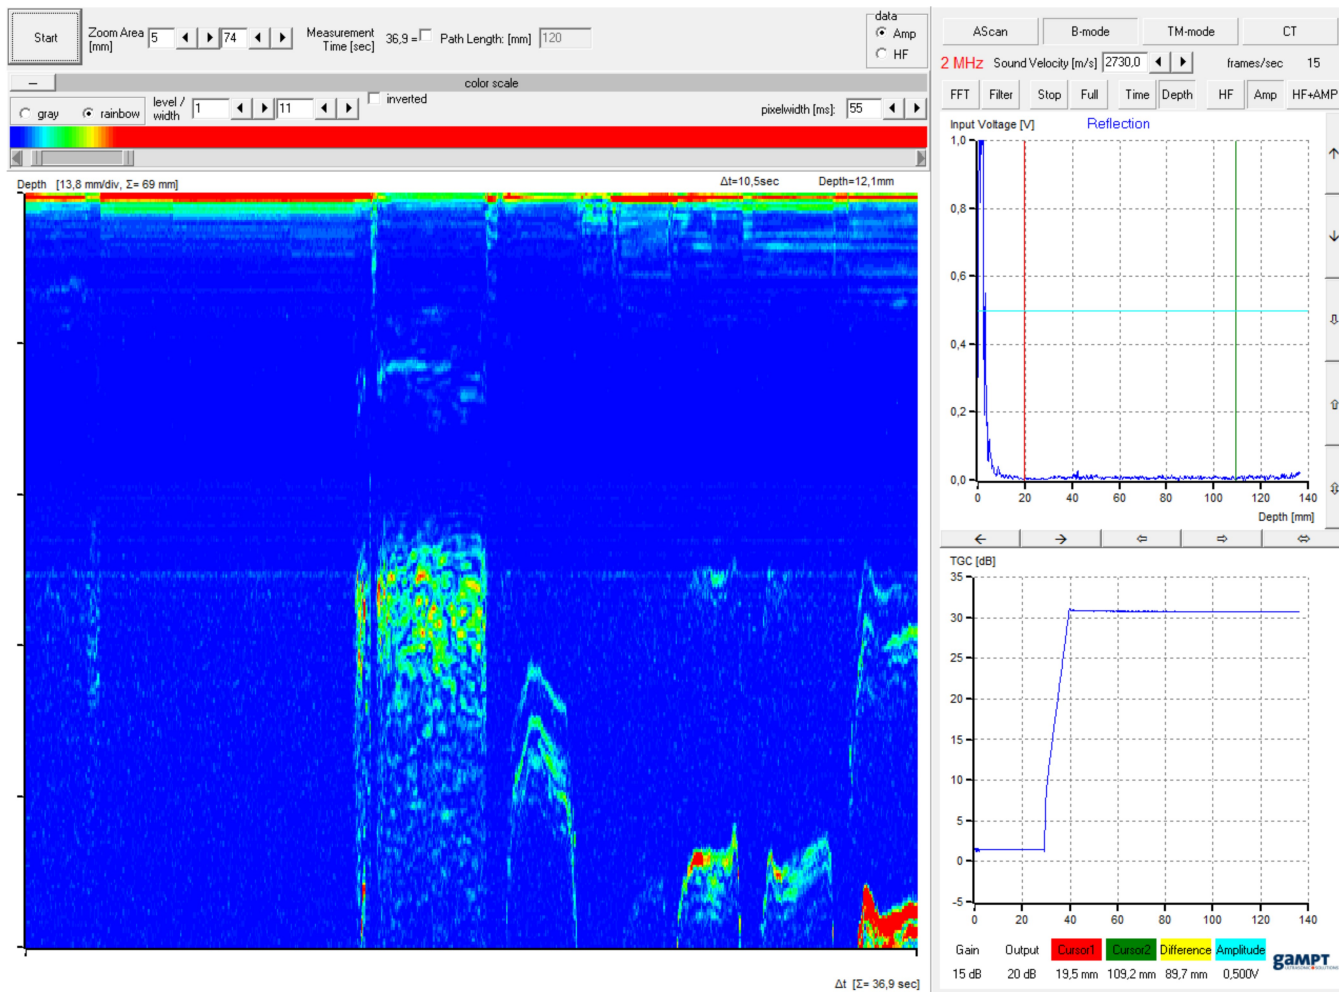 Start
Zoom Area [mm] 5 74
Measurement Time [sec] 36,9 = Path Length: [mm] 120
data
Amp
HF
color scale
gray rainbow level / width 1 11 inverted pixelwidth [ms]: 55
Depth [13,8 mm/div, Σ= 69 mm] Δt=10,5sec Depth=12,1mm
Δt [Σ= 36,9 sec]
AScan B-mode TM-mode CT
2 MHz Sound Velocity [m/s] 2730,0 frames/sec 15
FFT Filter Stop Full Time Depth HF Amp HF+AMP
Input Voltage [V] Reflection
1,0
0,8
0,6
0,4
0,2
0,0
0 20 40 60 80 100 120 140
Depth [mm]
TGC [dB]
35
30
25
20
15
10
5
0
-5
0 20 40 60 80 100 120 140
Gain Output Cursor1 Cursor2 Difference Amplitude
15 dB 20 dB 19,5 mm 109,2 mm 89,7 mm 0,500V
gAMPT
ULTRASONIC SOLUTIONS